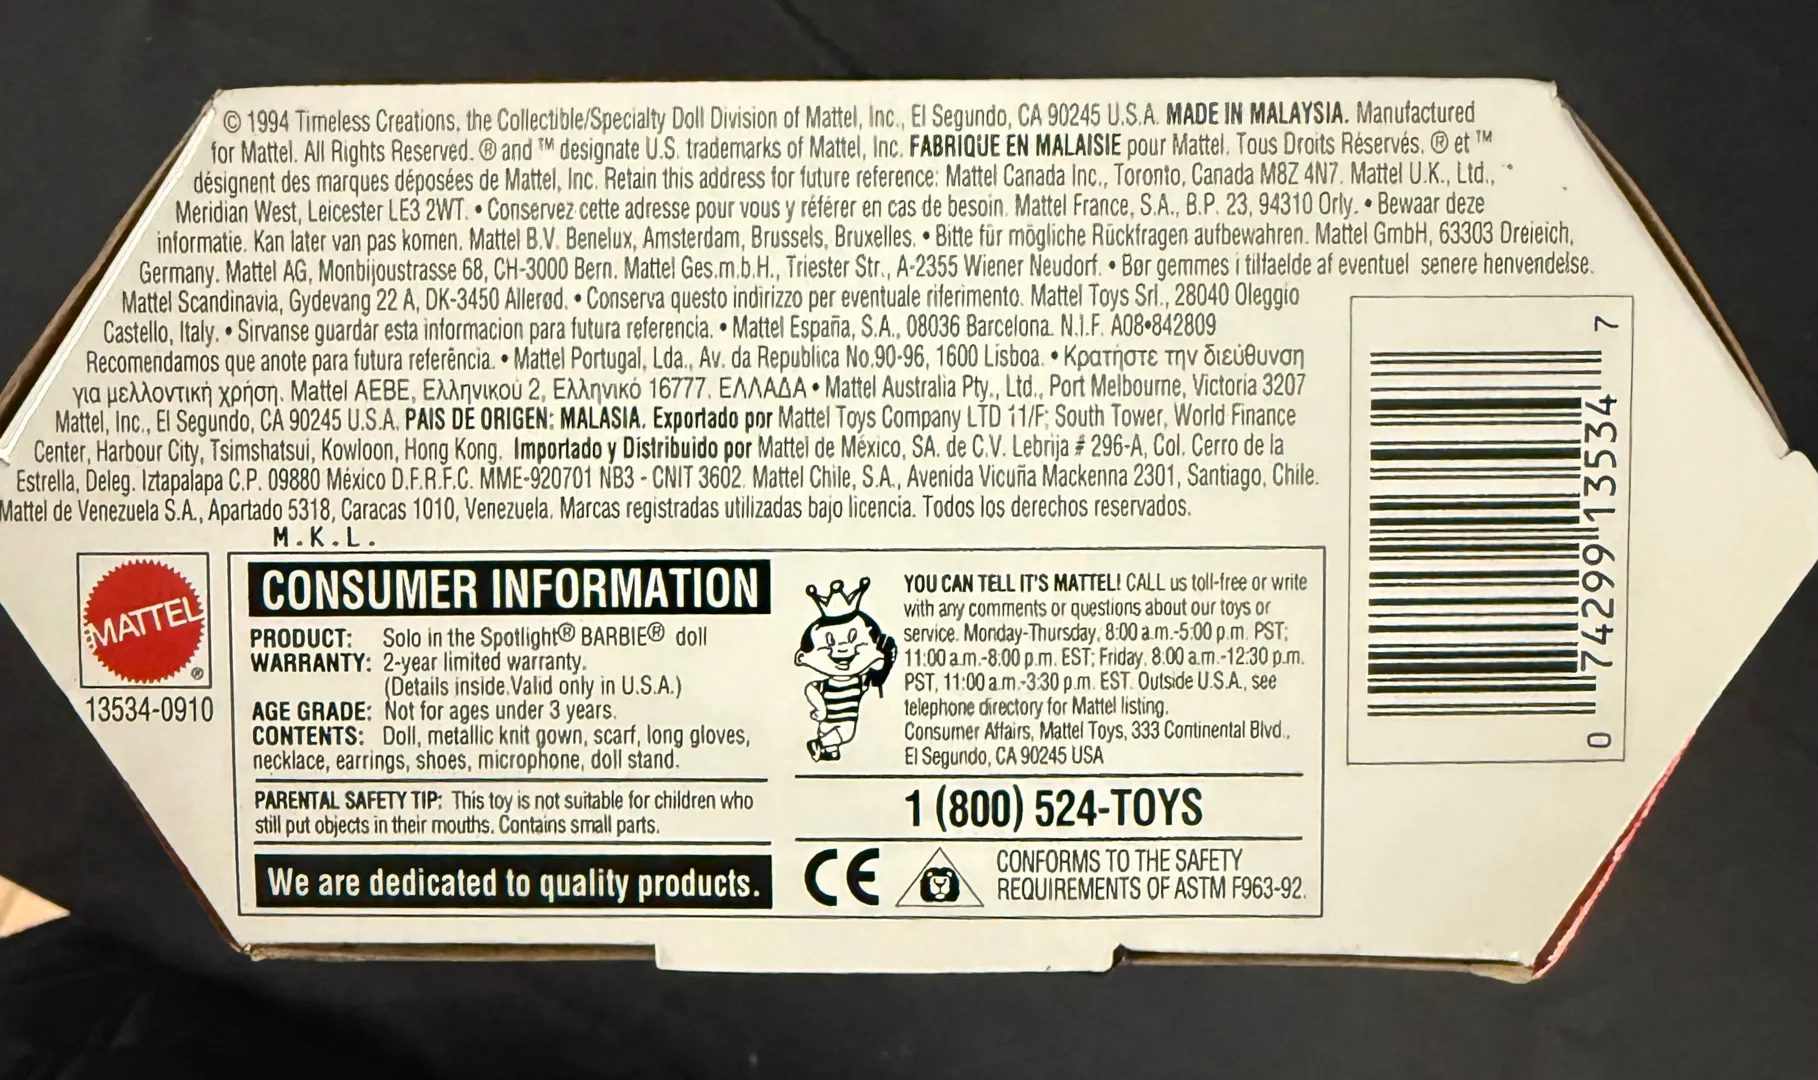 © 1994 Timeless Creations, the Collectible/Specialty Doll Division of Mattel, Inc., El Segundo, CA 90245 U.S.A. MADE IN MALAYSIA. Manufactured
for Mattel. All Rights Reserved. ® and ™ designate U.S. trademarks of Mattel, Inc. FABRIQUE EN MALAISIE pour Mattel. Tous Droits Réservés. ® et ™
désignent des marques déposées de Mattel, Inc. Retain this address for future reference: Mattel Canada Inc., Toronto, Canada M8Z 4N7. Mattel U.K., Ltd.,
Meridian West, Leicester LE3 2WT. • Conservez cette adresse pour vous y référer en cas de besoin. Mattel France, S.A., B.P. 23, 94310 Orly. • Bewaar deze
informatie. Kan later van pas komen. Mattel B.V. Benelux, Amsterdam, Brussels, Bruxelles. • Bitte für mögliche Rückfragen aufbewahren. Mattel GmbH, 63303 Dreieich,
Germany. Mattel AG, Monbijoustrasse 68, CH-3000 Bern. Mattel Ges.m.b.H., Triester Str., A-2355 Wiener Neudorf. • Bør gemmes i tilfaelde af eventuel senere henvendelse.
Mattel Scandinavia, Gydevang 22 A, DK-3450 Allerød. • Conserva questo indirizzo per eventuale riferimento. Mattel Toys Srl., 28040 Oleggio
Castello, Italy. • Sirvanse guardar esta informacion para futura referencia. • Mattel España, S.A., 08036 Barcelona. N.I.F. A08•842809
Recomendamos que anote para futura referência. • Mattel Portugal, Lda., Av. da Republica No.90-96, 1600 Lisboa. • Κρατήστε την διεύθυνση
για μελλοντική χρήση. Mattel AEBE, Ελληνικού 2, Ελληνικό 16777. ΕΛΛΑΔΑ • Mattel Australia Pty., Ltd., Port Melbourne, Victoria 3207
Mattel, Inc., El Segundo, CA 90245 U.S.A. PAIS DE ORIGEN: MALASIA. Exportado por Mattel Toys Company LTD 11/F; South Tower, World Finance
Center, Harbour City, Tsimshatsui, Kowloon, Hong Kong. Importado y Distribuido por Mattel de México, SA. de C.V. Lebrija # 296-A, Col. Cerro de la
Estrella, Deleg. Iztapalapa C.P. 09880 México D.F.R.F.C. MME-920701 NB3 - CNIT 3602. Mattel Chile, S.A., Avenida Vicuña Mackenna 2301, Santiago, Chile.
Mattel de Venezuela S.A., Apartado 5318, Caracas 1010, Venezuela. Marcas registradas utilizadas bajo licencia. Todos los derechos reservados.
M.K.L.
MATTEL®
13534-0910
CONSUMER INFORMATION
PRODUCT: Solo in the Spotlight® BARBIE® doll
WARRANTY: 2-year limited warranty.
(Details inside.Valid only in U.S.A.)
AGE GRADE: Not for ages under 3 years.
CONTENTS: Doll, metallic knit gown, scarf, long gloves,
necklace, earrings, shoes, microphone, doll stand.
PARENTAL SAFETY TIP: This toy is not suitable for children who
still put objects in their mouths. Contains small parts.
We are dedicated to quality products.
YOU CAN TELL IT'S MATTEL! CALL us toll-free or write
with any comments or questions about our toys or
service. Monday-Thursday, 8:00 a.m.-5:00 p.m. PST;
11:00 a.m.-8:00 p.m. EST; Friday, 8:00 a.m.-12:30 p.m.
PST, 11:00 a.m.-3:30 p.m. EST. Outside U.S.A., see
telephone directory for Mattel listing.
Consumer Affairs, Mattel Toys, 333 Continental Blvd.,
El Segundo, CA 90245 USA
1 (800) 524-TOYS
CE
CONFORMS TO THE SAFETY
REQUIREMENTS OF ASTM F963-92.
0 74299 13534 7